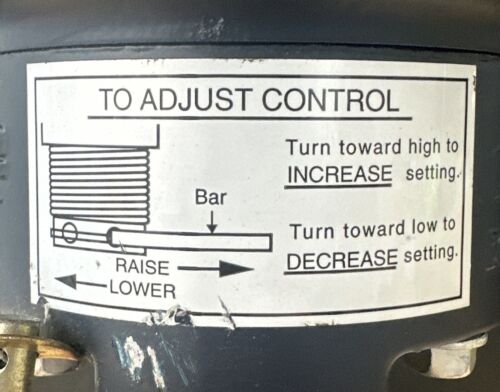 TO ADJUST CONTROL
Turn toward high to
INCREASE setting.
Bar
Turn toward low to
DECREASE setting.
RAISE
LOWER